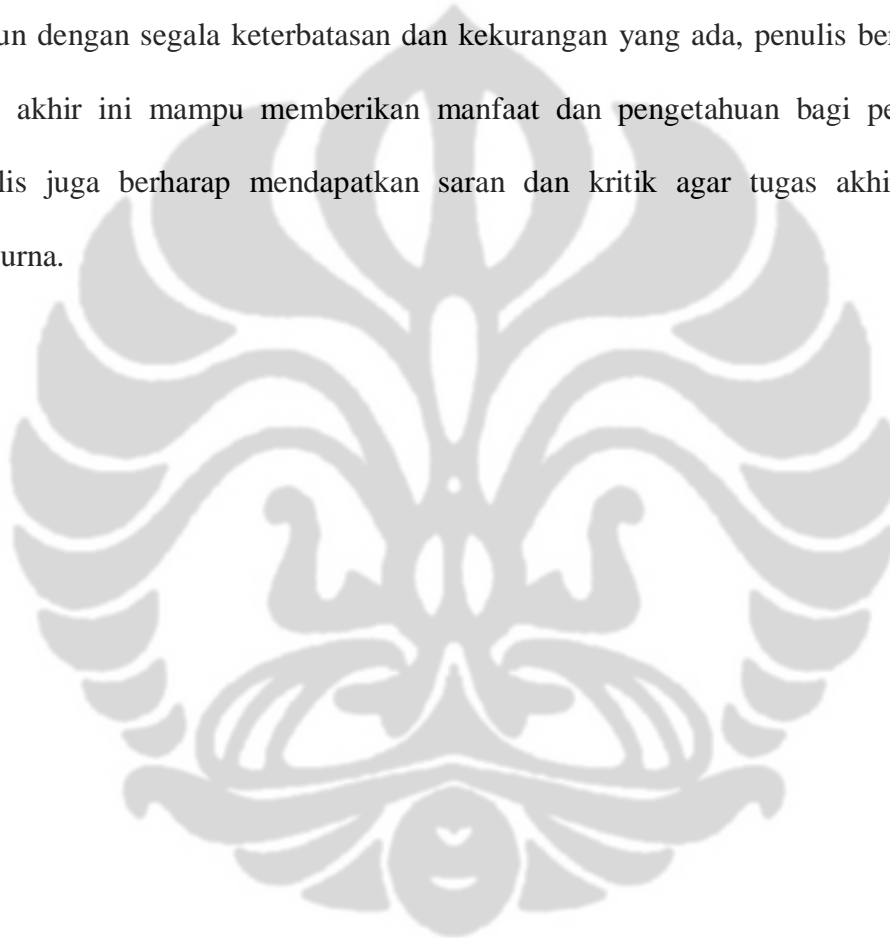 un dengan segala keterbatasan dan kekurangan yang ada, penulis ber
akhir ini mampu memberikan manfaat dan pengetahuan bagi pe
lis juga berharap mendapatkan saran dan kritik agar tugas akhi
urna.